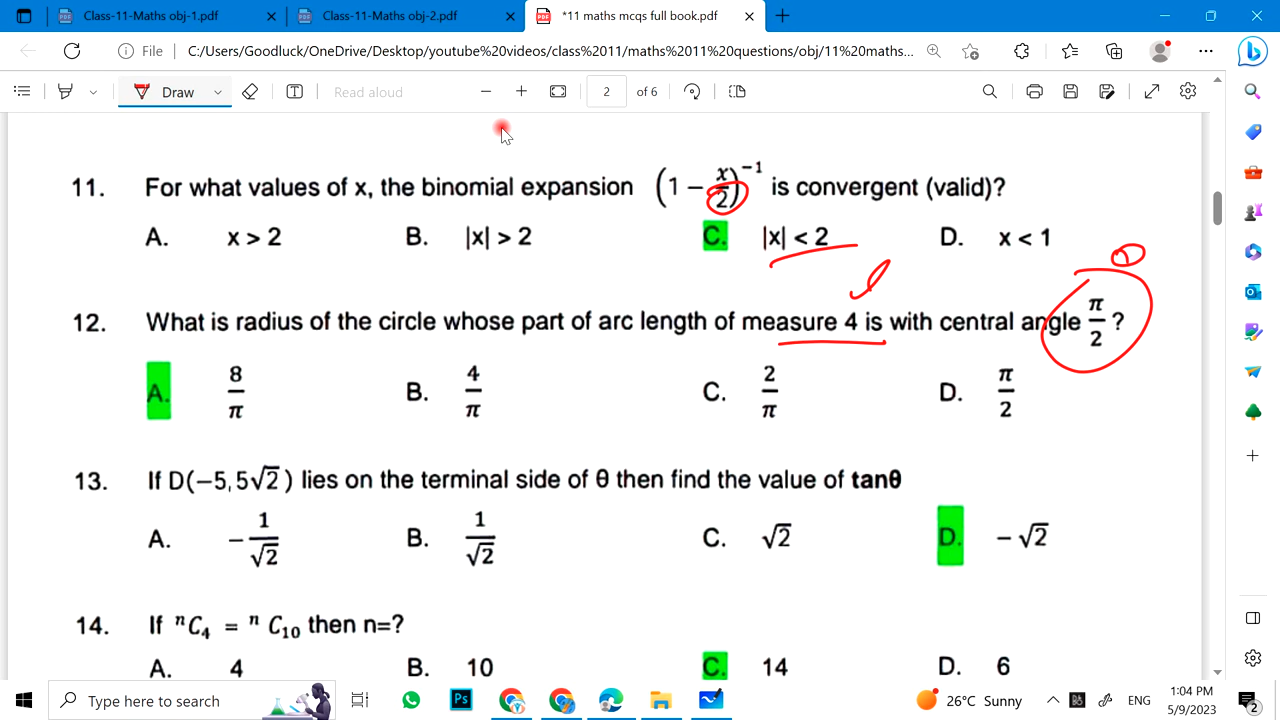 Class-11-Maths obj-1.pdf
Class-11-Maths obj-2.pdf
*11 maths mcqs full book.pdf
File C:/Users/Goodluck/OneDrive/Desktop/youtube%20videos/class%2011/maths%2011%20questions/obj/11%20maths...
Draw Read aloud 2 of 6
11. For what values of x, the binomial expansion (1 − x/2)⁻¹ is convergent (valid)?
A. x > 2 B. |x| > 2 C. |x| < 2 D. x < 1
l θ
12. What is radius of the circle whose part of arc length of measure 4 is with central angle π/2 ?
A. 8/π B. 4/π C. 2/π D. π/2
13. If D(−5, 5√2) lies on the terminal side of θ then find the value of tanθ
A. −1/√2 B. 1/√2 C. √2 D. −√2
14. If ⁿC₄ = ⁿ C₁₀ then n=?
A. 4 B. 10 C. 14 D. 6
Type here to search
Ps
26°C Sunny
ENG
1:04 PM
5/9/2023
2